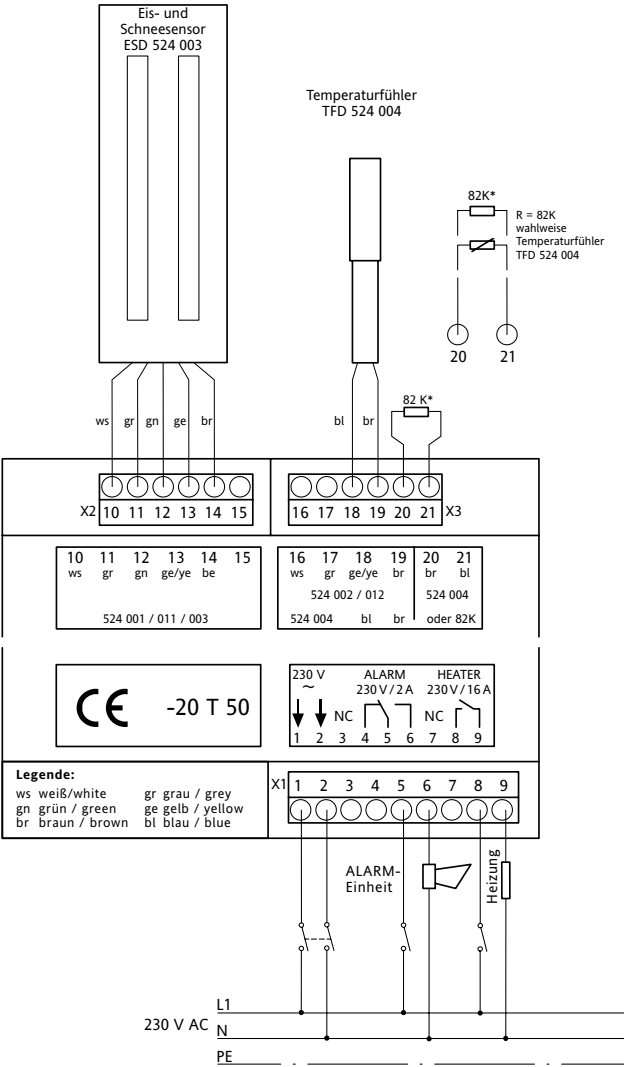 Eis- und
Schneesensor
ESD 524 003
Temperaturfühler
TFD 524 004
82K*
R = 82K
wahlweise
Temperaturfühler
TFD 524 004
20 21
ws gr gn ge br
bl br
82 K*
X2 10 11 12 13 14 15
16 17 18 19 20 21 X3
10 11 12 13 14 15
ws gr gn ge/ye be
524 001 / 011 / 003
16 17 18 19 20 21
ws gr ge/ye br br bl
524 002 / 012 524 004
524 004 bl br oder 82K
CE -20 T 50
230 V ALARM HEATER
~ 230 V / 2 A 230 V / 16 A
NC NC
1 2 3 4 5 6 7 8 9
Legende:
ws weiß/white gr grau / grey
gn grün / green ge gelb / yellow
br braun / brown bl blau / blue
X1 1 2 3 4 5 6 7 8 9
ALARM-
Einheit
Heizung
L1
230 V AC N
PE